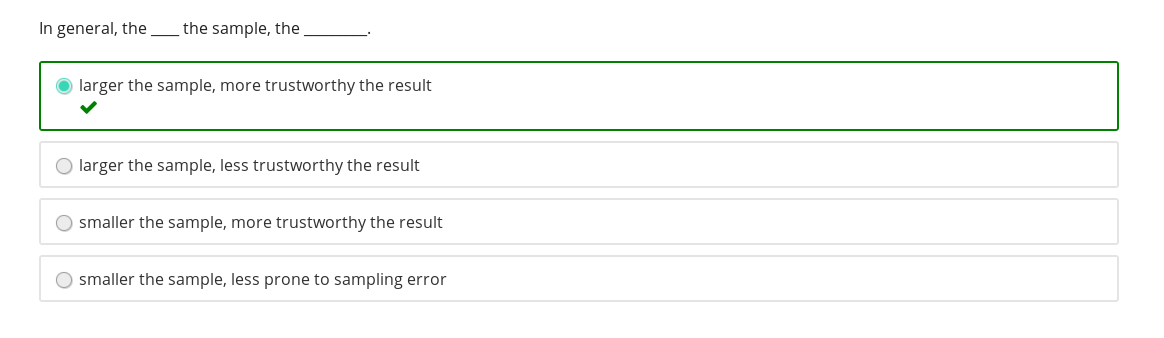 In general, the ____ the sample, the _________.
larger the sample, more trustworthy the result
larger the sample, less trustworthy the result
smaller the sample, more trustworthy the result
smaller the sample, less prone to sampling error